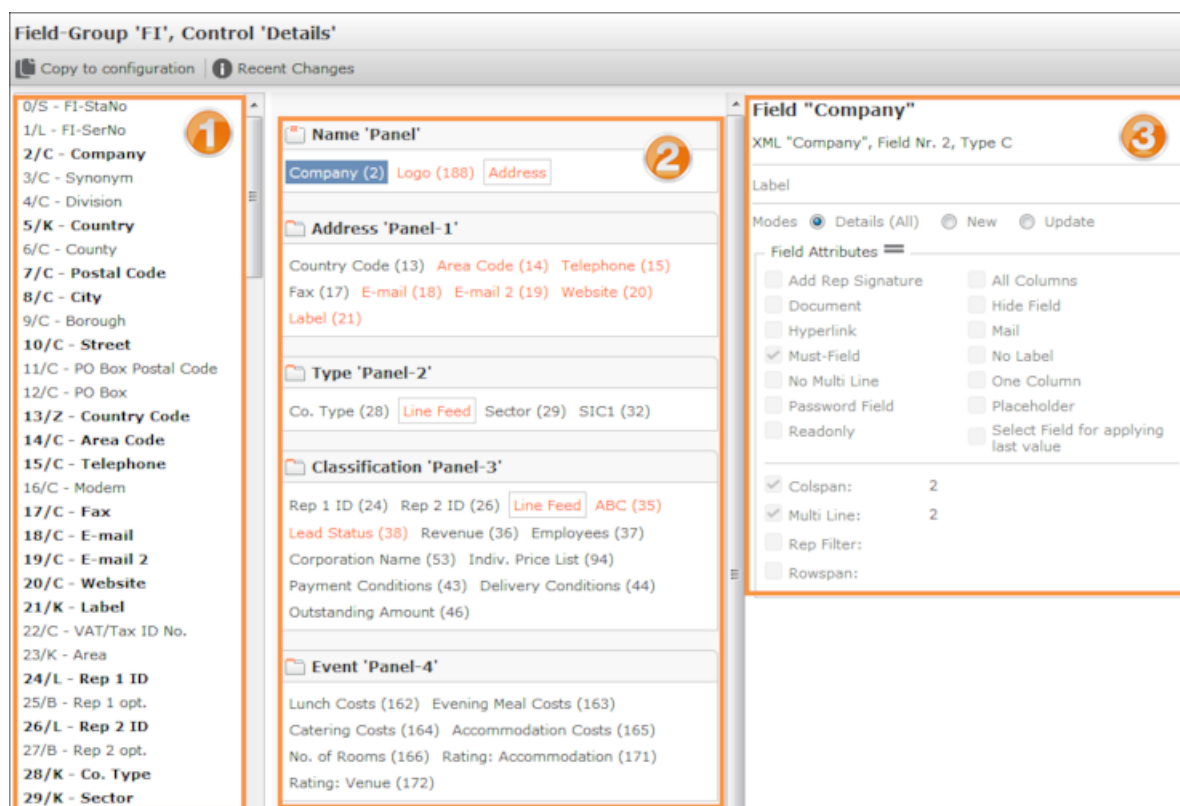 Field-Group 'FI', Control 'Details'
Copy to configuration
Recent Changes
1
0/S - FI-StaNo
1/L - FI-SerNo
2/C - Company
3/C - Synonym
4/C - Division
5/K - Country
6/C - County
7/C - Postal Code
8/C - City
9/C - Borough
10/C - Street
11/C - PO Box Postal Code
12/C - PO Box
13/Z - Country Code
14/C - Area Code
15/C - Telephone
16/C - Modem
17/C - Fax
18/C - E-mail
19/C - E-mail 2
20/C - Website
21/K - Label
22/C - VAT/Tax ID No.
23/K - Area
24/L - Rep 1 ID
25/B - Rep 1 opt.
26/L - Rep 2 ID
27/B - Rep 2 opt.
28/K - Co. Type
29/K - Sector
2
Name 'Panel'
Company (2) Logo (188) Address
Address 'Panel-1'
Country Code (13) Area Code (14) Telephone (15)
Fax (17) E-mail (18) E-mail 2 (19) Website (20)
Label (21)
Type 'Panel-2'
Co. Type (28) Line Feed Sector (29) SIC1 (32)
Classification 'Panel-3'
Rep 1 ID (24) Rep 2 ID (26) Line Feed ABC (35)
Lead Status (38) Revenue (36) Employees (37)
Corporation Name (53) Indiv. Price List (94)
Payment Conditions (43) Delivery Conditions (44)
Outstanding Amount (46)
Event 'Panel-4'
Lunch Costs (162) Evening Meal Costs (163)
Catering Costs (164) Accommodation Costs (165)
No. of Rooms (166) Rating: Accommodation (171)
Rating: Venue (172)
3
Field "Company"
XML "Company", Field Nr. 2, Type C
Label
Modes Details (All) New Update
Field Attributes
Add Rep Signature All Columns
Document Hide Field
Hyperlink Mail
Must-Field No Label
No Multi Line One Column
Password Field Placeholder
Readonly Select Field for applying
last value
Colspan: 2
Multi Line: 2
Rep Filter:
Rowspan: